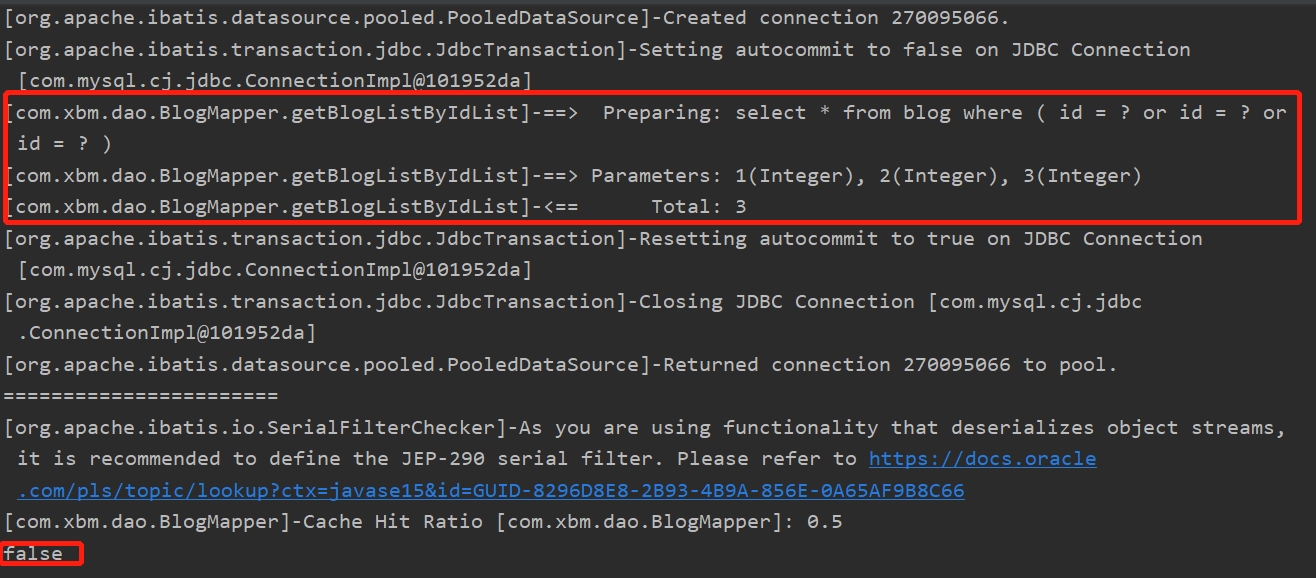 [org.apache.ibatis.datasource.pooled.PooledDataSource]-Created connection 270095066.
[org.apache.ibatis.transaction.jdbc.JdbcTransaction]-Setting autocommit to false on JDBC Connection
[com.mysql.cj.jdbc.ConnectionImpl@101952da]
[com.xbm.dao.BlogMapper.getBlogListByIdList]-==>  Preparing: select * from blog where ( id = ? or id = ? or
id = ? )
[com.xbm.dao.BlogMapper.getBlogListByIdList]-==> Parameters: 1(Integer), 2(Integer), 3(Integer)
[com.xbm.dao.BlogMapper.getBlogListByIdList]-<==      Total: 3
[org.apache.ibatis.transaction.jdbc.JdbcTransaction]-Resetting autocommit to true on JDBC Connection
[com.mysql.cj.jdbc.ConnectionImpl@101952da]
[org.apache.ibatis.transaction.jdbc.JdbcTransaction]-Closing JDBC Connection [com.mysql.cj.jdbc
.ConnectionImpl@101952da]
[org.apache.ibatis.datasource.pooled.PooledDataSource]-Returned connection 270095066 to pool.
=======================
[org.apache.ibatis.io.SerialFilterChecker]-As you are using functionality that deserializes object streams,
it is recommended to define the JEP-290 serial filter. Please refer to https://docs.oracle
.com/pls/topic/lookup?ctx=javase15&id=GUID-8296D8E8-2B93-4B9A-856E-0A65AF9B8C66
[com.xbm.dao.BlogMapper]-Cache Hit Ratio [com.xbm.dao.BlogMapper]: 0.5
false